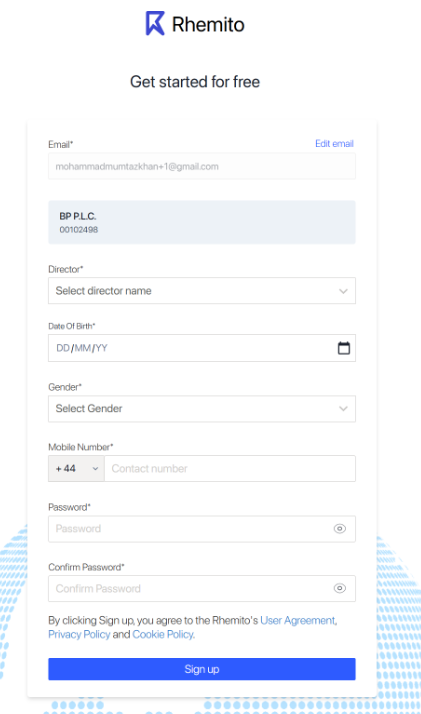 Rhemito
Get started for free
Email*
Edit email
mohammadmumtazkhan+1@gmail.com
BP P.L.C.
00102498
Director*
Select director name
Date Of Birth*
DD/MM/YY
Gender*
Select Gender
Mobile Number*
+ 44
Contact number
Password*
Password
Confirm Password*
Confirm Password
By clicking Sign up, you agree to the Rhemito's User Agreement,
Privacy Policy and Cookie Policy.
Sign up